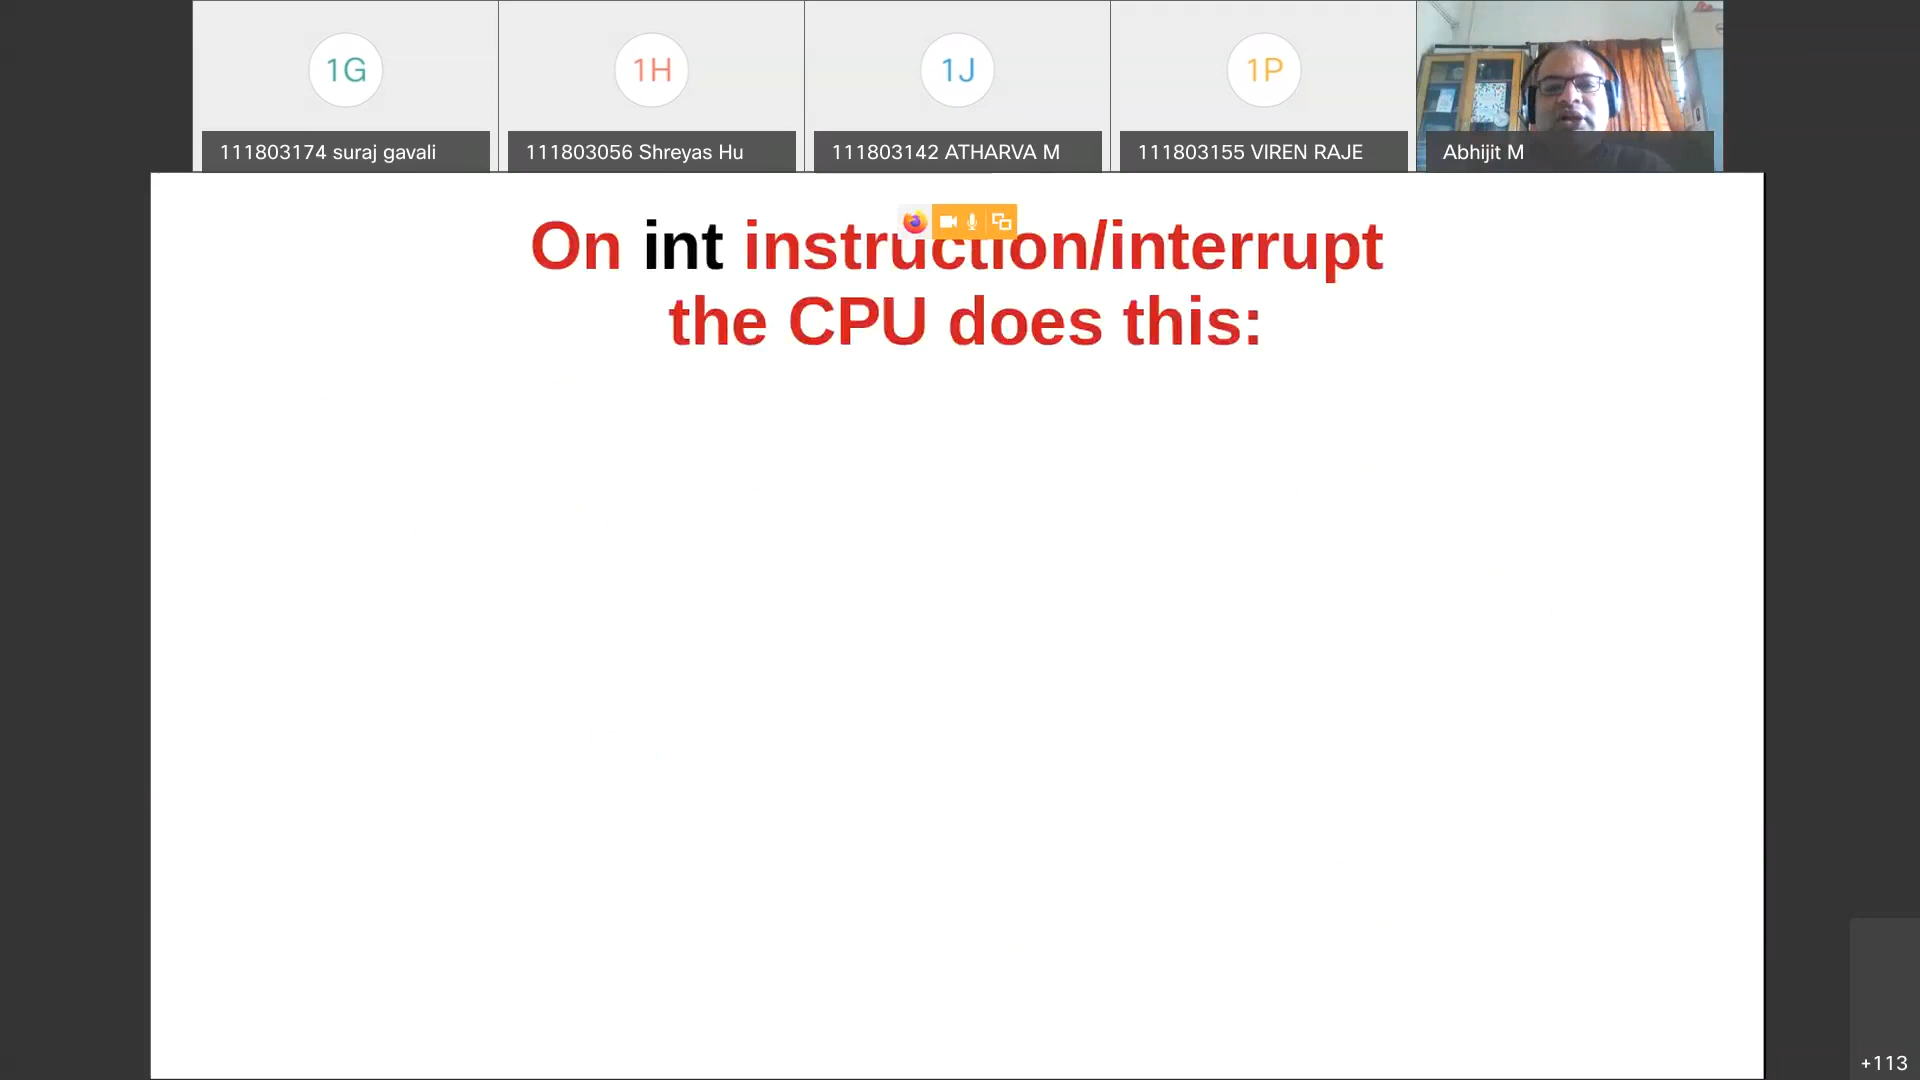 1G
1H
1J
1P
111803174 suraj gavali
111803056 Shreyas Hu
111803142 ATHARVA M
111803155 VIREN RAJE
Abhijit M
On int instruction/interrupt
the CPU does this:
+113